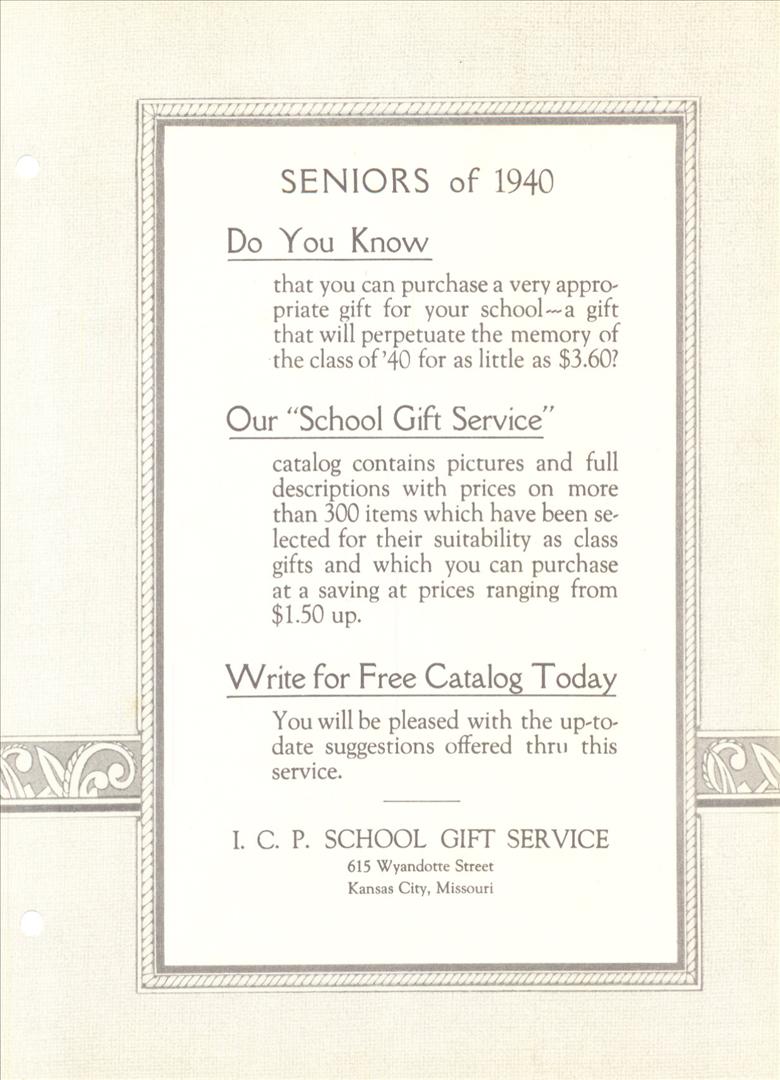 SENIORS of 1940
Do You Know
that you can purchase a very appro-
priate gift for your school~a gift
that will perpetuate the memory of
the class of '40 for as little as $3.60?
Our "School Gift Service"
catalog contains pictures and full
descriptions with prices on more
than 300 items which have been se-
lected for their suitability as class
gifts and which you can purchase
at a saving at prices ranging from
$1.50 up.
Write for Free Catalog Today
You will be pleased with the up-to-
date suggestions offered thru this
service.
I. C. P. SCHOOL GIFT SERVICE
615 Wyandotte Street
Kansas City, Missouri